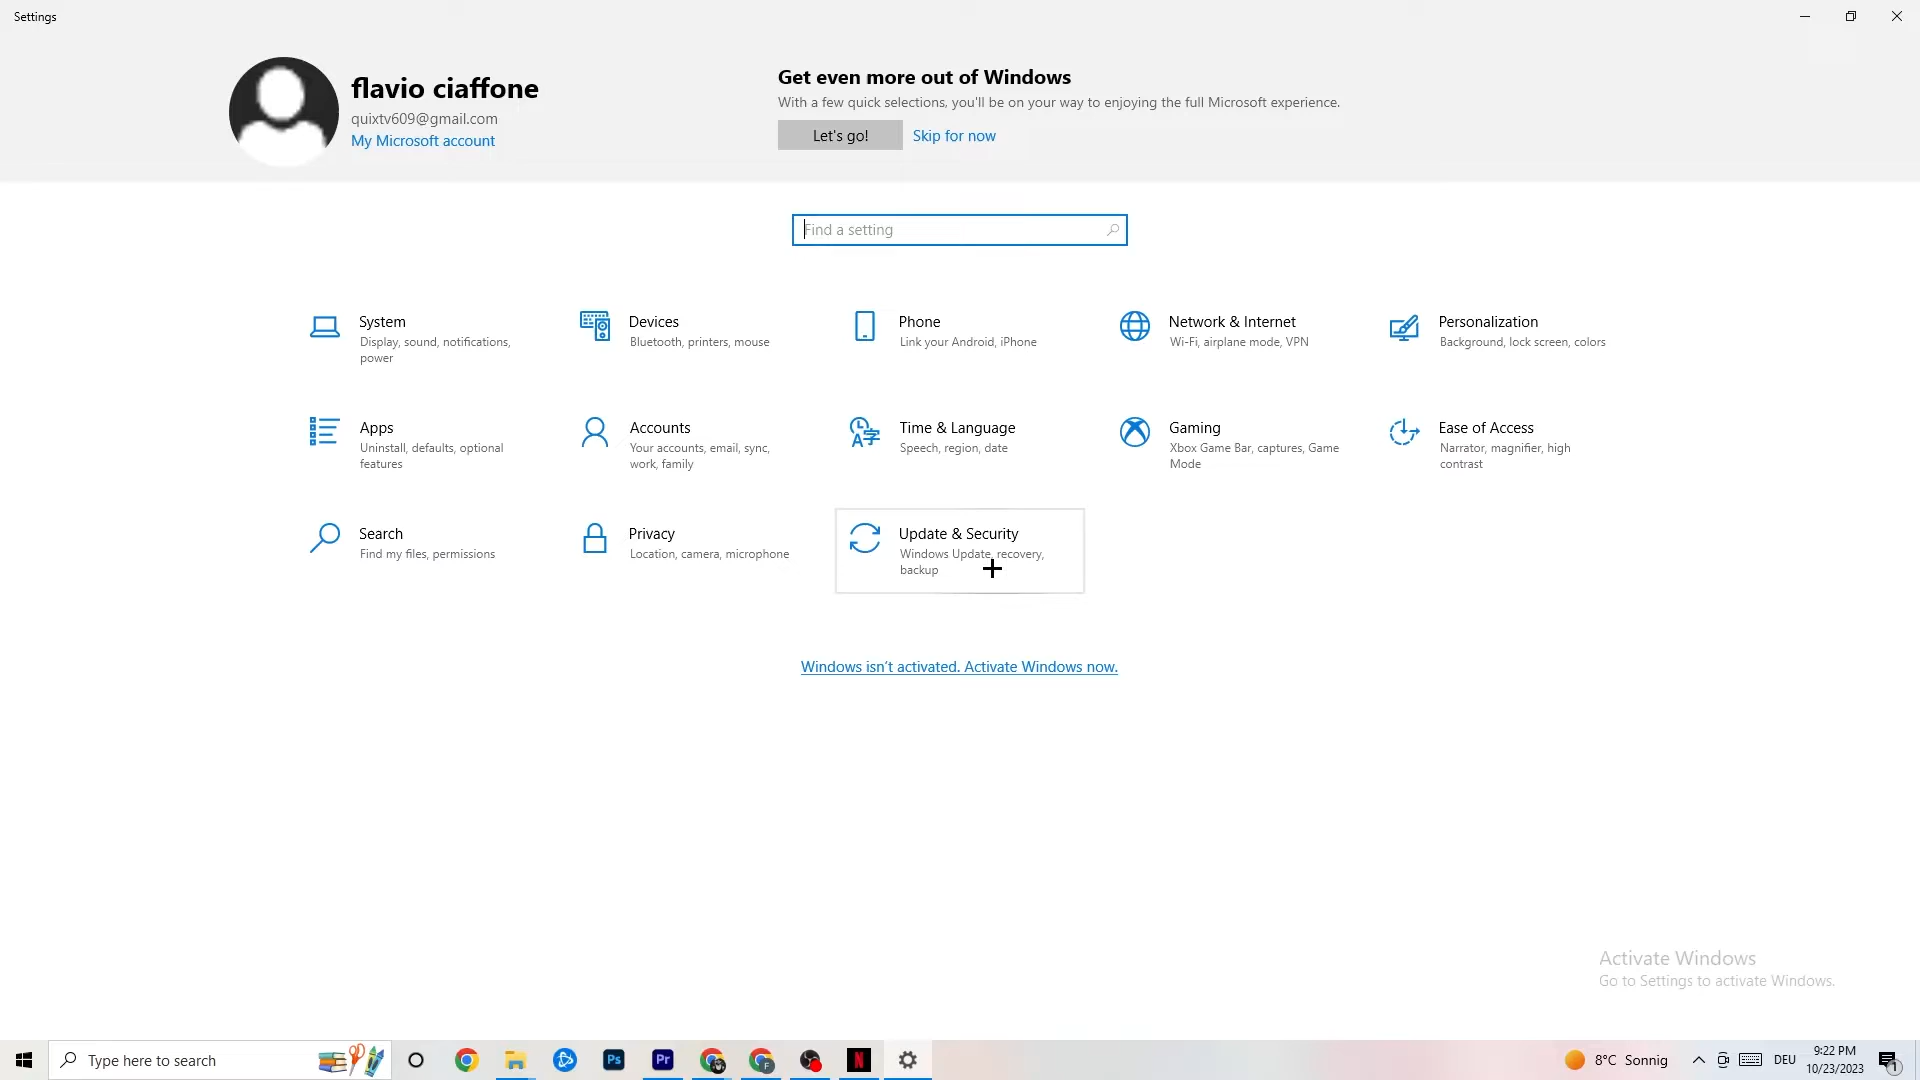 Settings
flavio ciaffone
quixtv609@gmail.com
My Microsoft account
Get even more out of Windows
With a few quick selections, you'll be on your way to enjoying the full Microsoft experience.
Let's go!
Skip for now
Find a setting
System
Display, sound, notifications,
power
Devices
Bluetooth, printers, mouse
Phone
Link your Android, iPhone
Network & Internet
Wi-Fi, airplane mode, VPN
Personalization
Background, lock screen, colors
Apps
Uninstall, defaults, optional
features
Accounts
Your accounts, email, sync,
work, family
Time & Language
Speech, region, date
Gaming
Xbox Game Bar, captures, Game
Mode
Ease of Access
Narrator, magnifier, high
contrast
Search
Find my files, permissions
Privacy
Location, camera, microphone
Update & Security
Windows Update, recovery,
backup
Windows isn't activated. Activate Windows now.
Activate Windows
Go to Settings to activate Windows.
Type here to search
Ps
Pr
F
N
8°C Sonnig
DEU
9:22 PM
10/23/2023
1